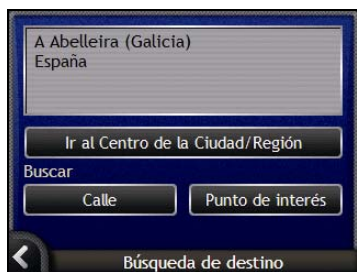 A Abelleira (Galicia)
España
Ir al Centro de la Ciudad/Región
Buscar
Calle Punto de interés
Búsqueda de destino